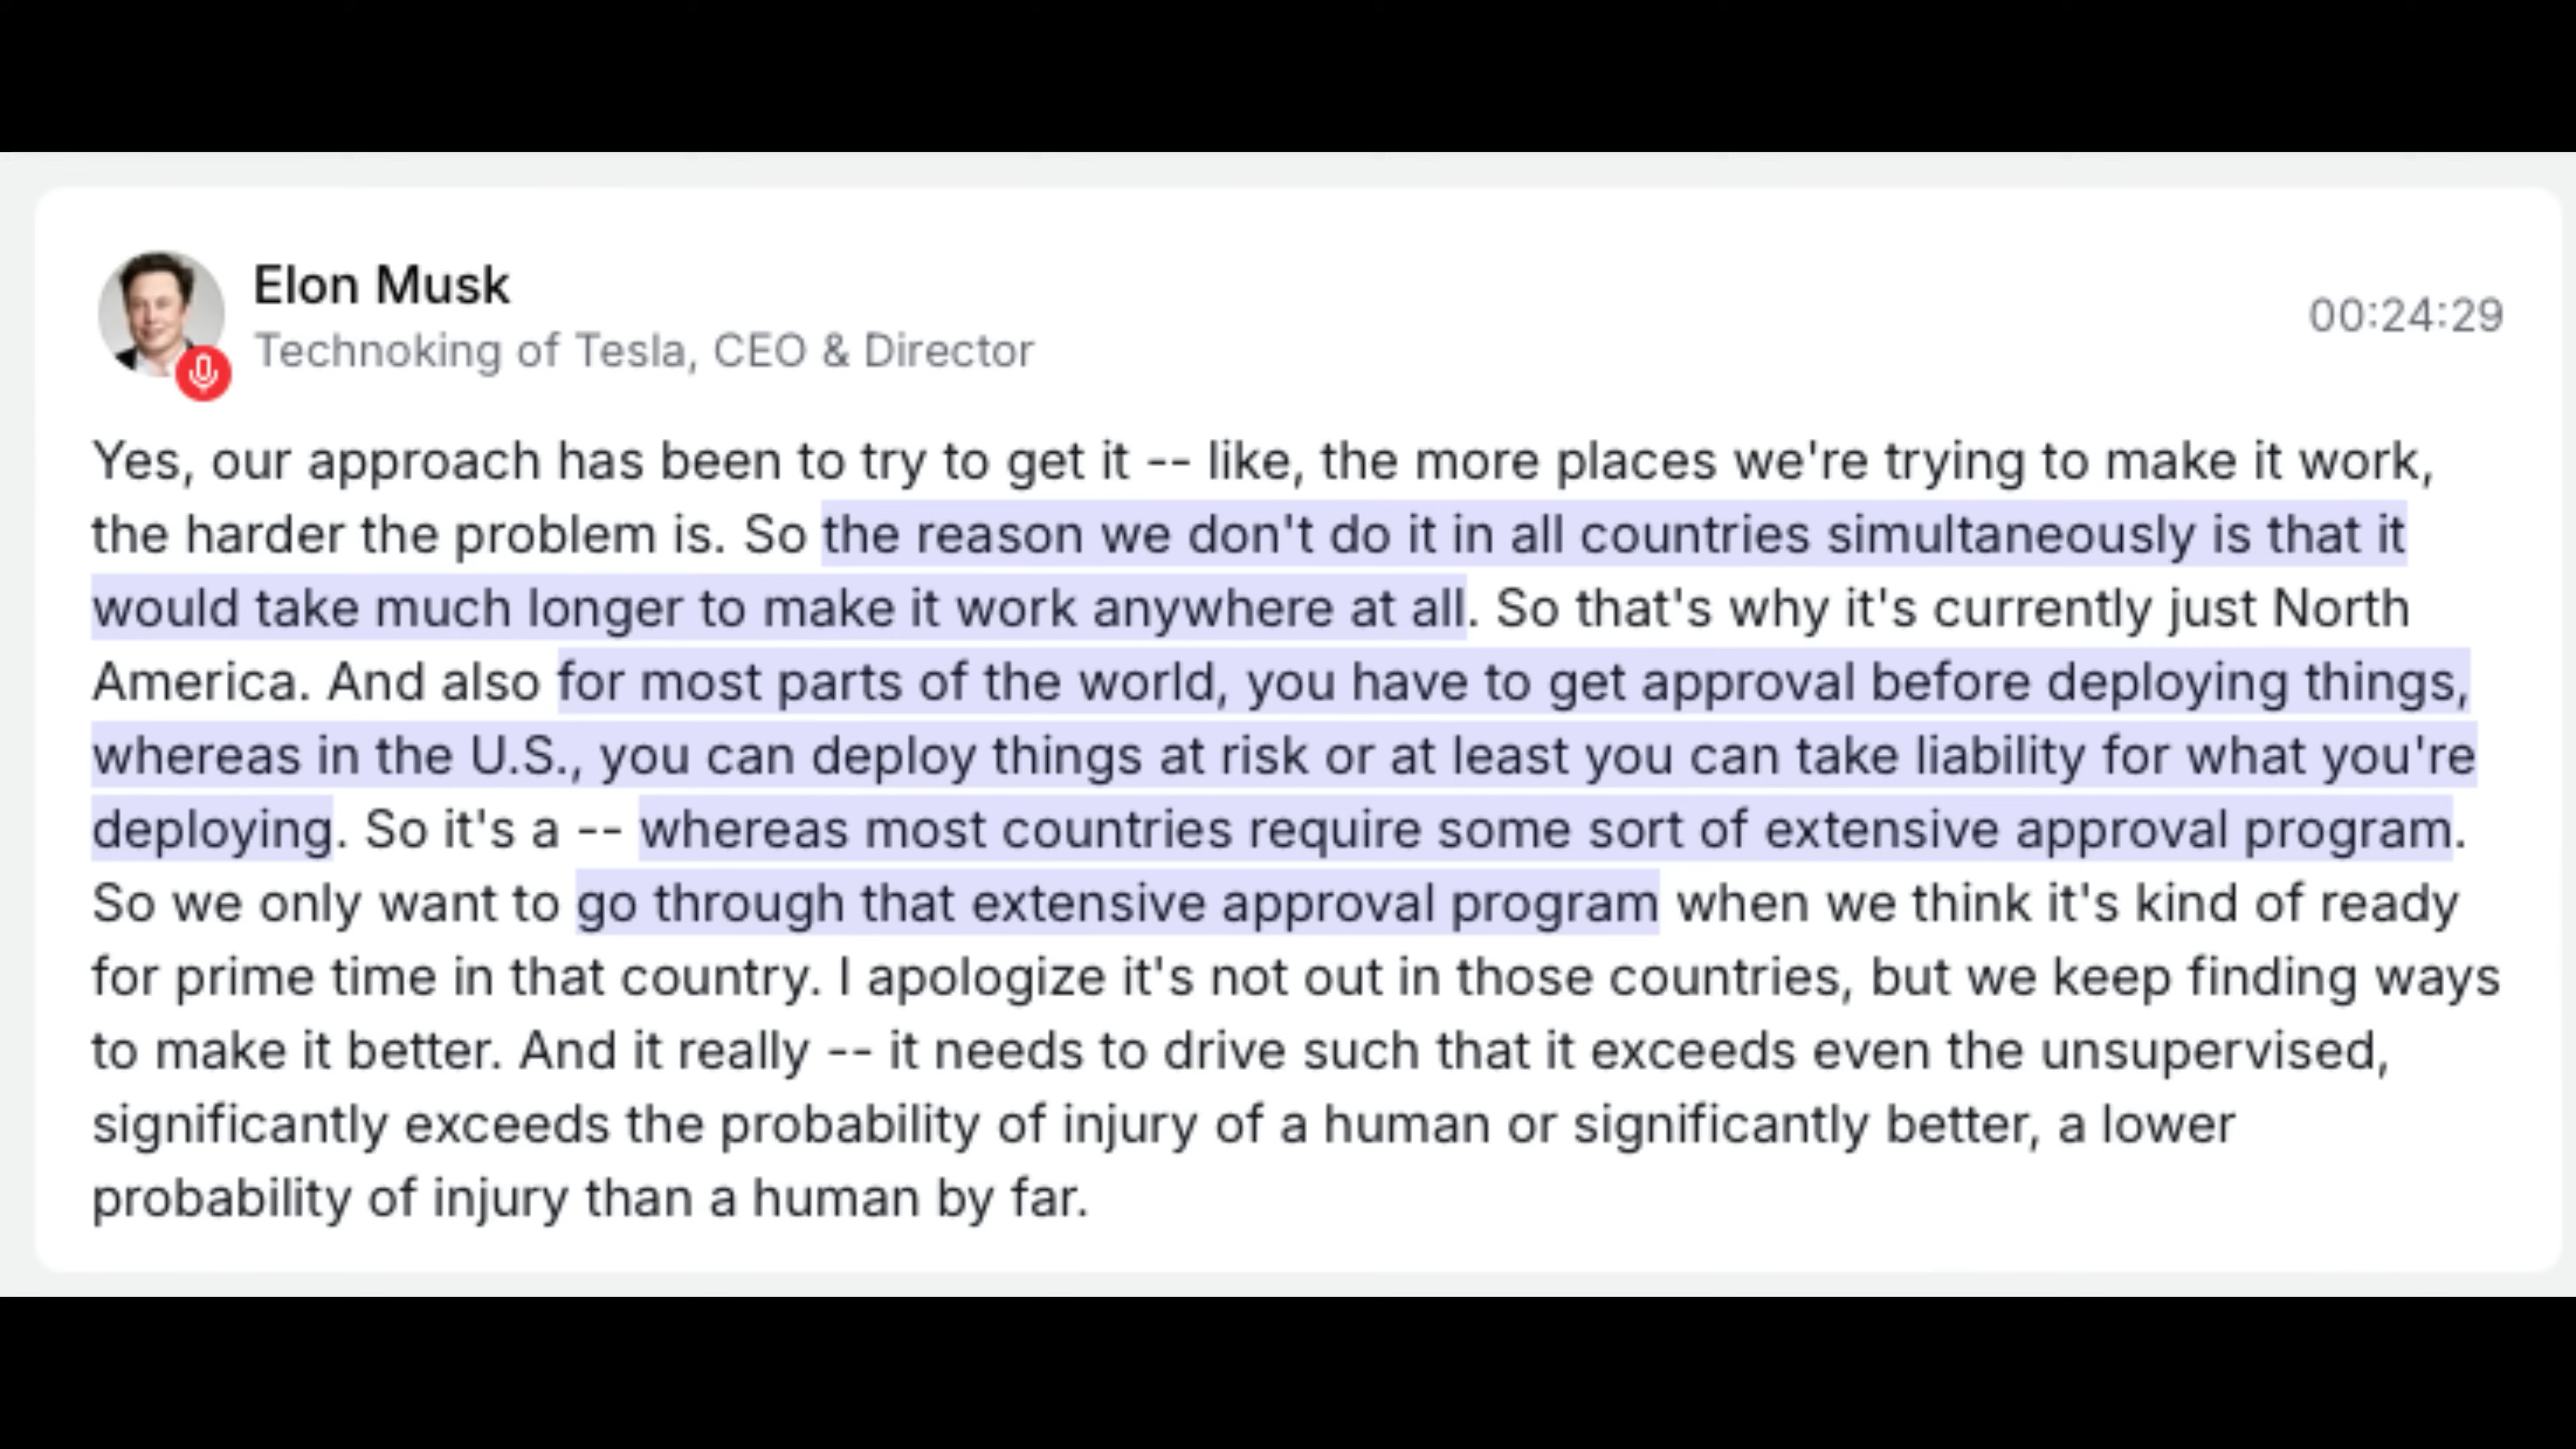 Elon Musk
Technoking of Tesla, CEO & Director
00:24:29
Yes, our approach has been to try to get it -- like, the more places we're trying to make it work,
the harder the problem is. So the reason we don't do it in all countries simultaneously is that it
would take much longer to make it work anywhere at all. So that's why it's currently just North
America. And also for most parts of the world, you have to get approval before deploying things,
whereas in the U.S., you can deploy things at risk or at least you can take liability for what you're
deploying. So it's a -- whereas most countries require some sort of extensive approval program.
So we only want to go through that extensive approval program when we think it's kind of ready
for prime time in that country. I apologize it's not out in those countries, but we keep finding ways
to make it better. And it really -- it needs to drive such that it exceeds even the unsupervised,
significantly exceeds the probability of injury of a human or significantly better, a lower
probability of injury than a human by far.